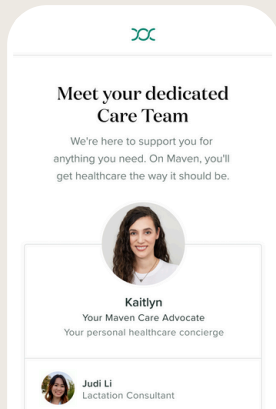 Meet your dedicated
Care Team
We're here to support you for
anything you need. On Maven, you'll
get healthcare the way it should be.
Kaitlyn
Your Maven Care Advocate
Your personal healthcare concierge
Judi Li
Lactation Consultant